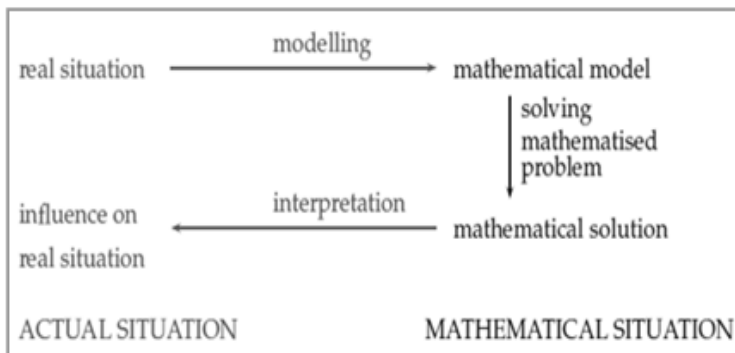 modelling
real situation
mathematical model
solving
mathematised
problem
interpretation
influence on
real situation
mathematical solution
ACTUAL SITUATION
MATHEMATICAL SITUATION